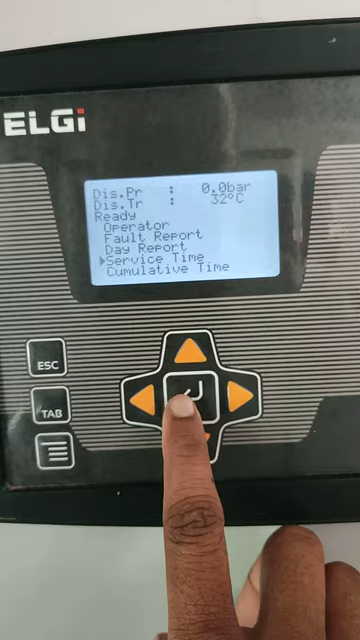 ELGi
Dis.Pr : 0.0bar
Dis.Tr : 32°C
Ready
Operator
Fault Report
Day Report
Service Time
Cumulative Time
ESC
TAB